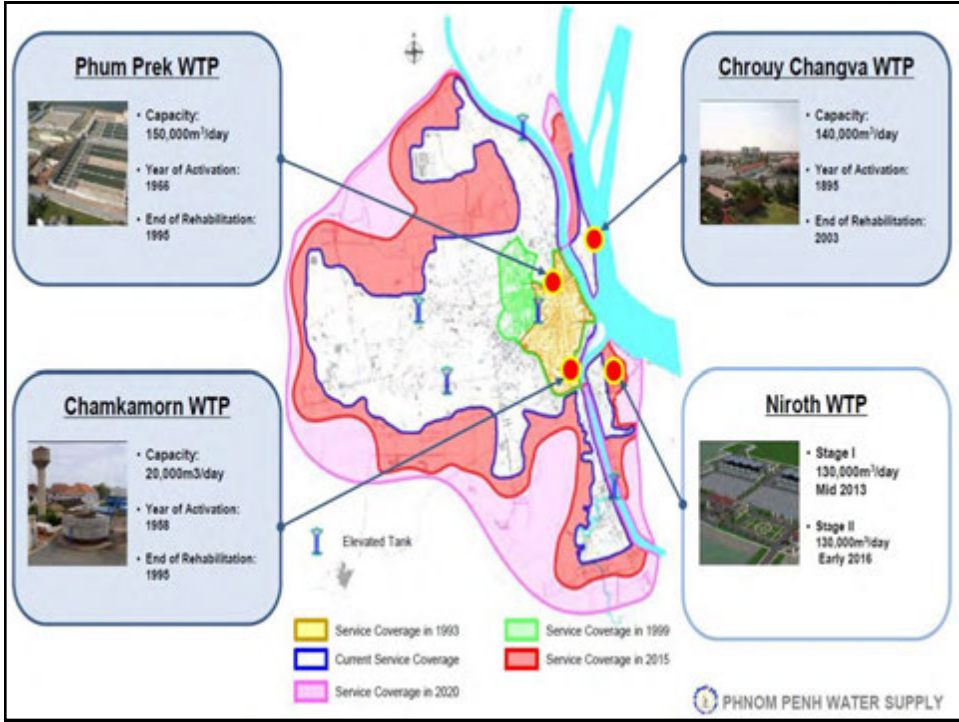 Phum Prek WTP
• Capacity:
150,000m³/day
• Year of Activation:
1966
• End of Rehabilitation:
1995
Chrouy Changva WTP
• Capacity:
140,000m³/day
• Year of Activation:
1895
• End of Rehabilitation:
2003
Chamkamorn WTP
• Capacity:
20,000m3/day
• Year of Activation:
1958
• End of Rehabilitation:
1995
Niroth WTP
• Stage I
130,000m³/day
Mid 2013
• Stage II
130,000m³/day
Early 2016
Elevated Tank
Service Coverage in 1993
Service Coverage in 1999
Current Service Coverage
Service Coverage in 2015
Service Coverage in 2020
PHNOM PENH WATER SUPPLY